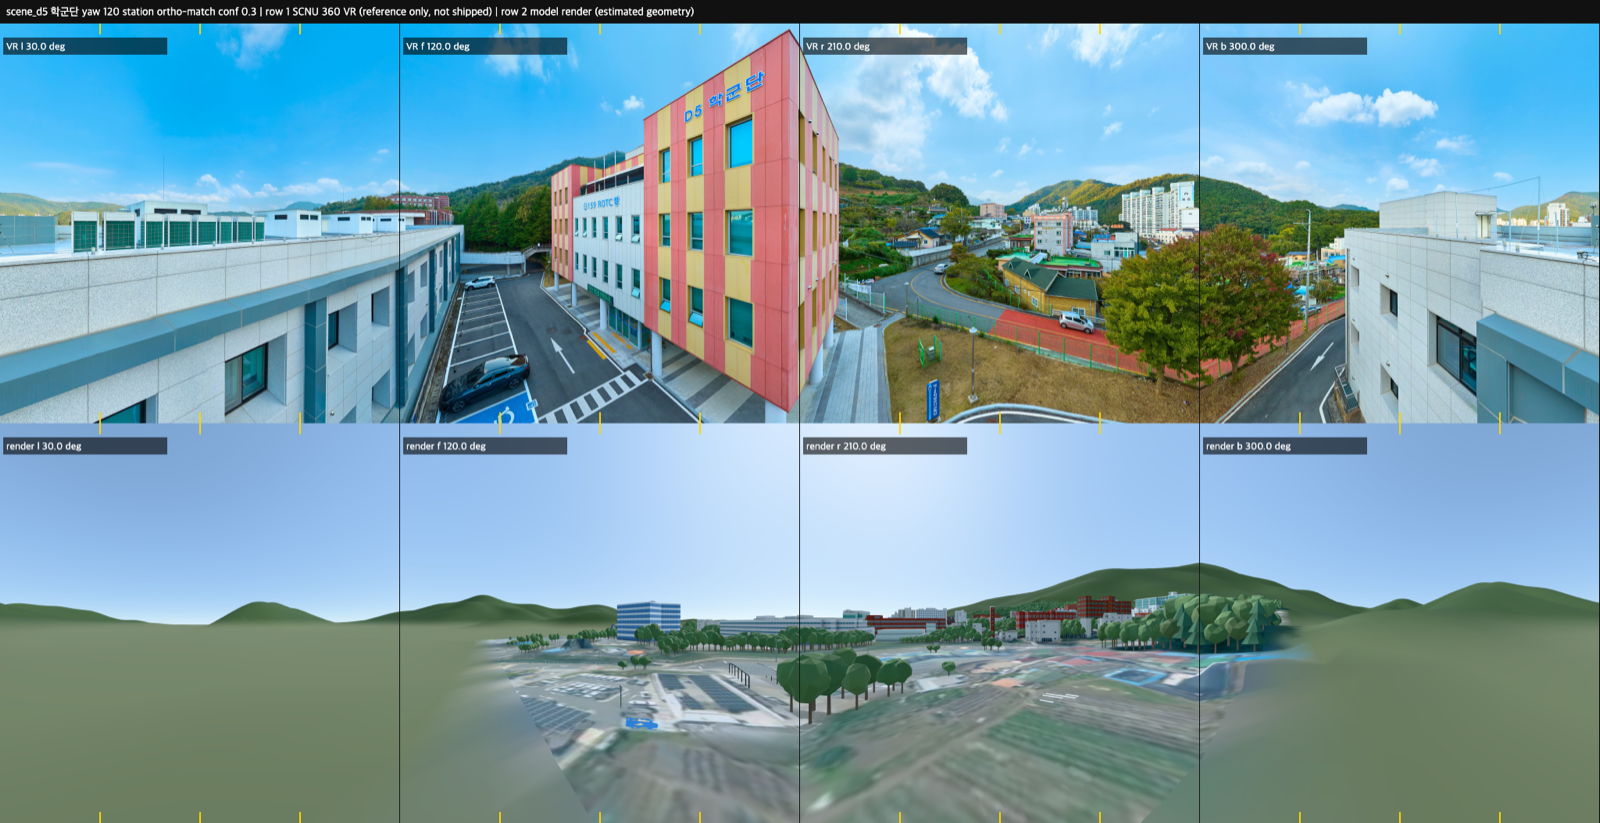 scene_d5 학군단 yaw 120 station ortho-match conf 0.3 | row 1 SCNU 360 VR (reference only, not shipped) | row 2 model render (estimated geometry)
VR l 30.0 deg
VR f 120.0 deg
VR r 210.0 deg
VR b 300.0 deg
D5 학군단
render l 30.0 deg
render f 120.0 deg
render r 210.0 deg
render b 300.0 deg